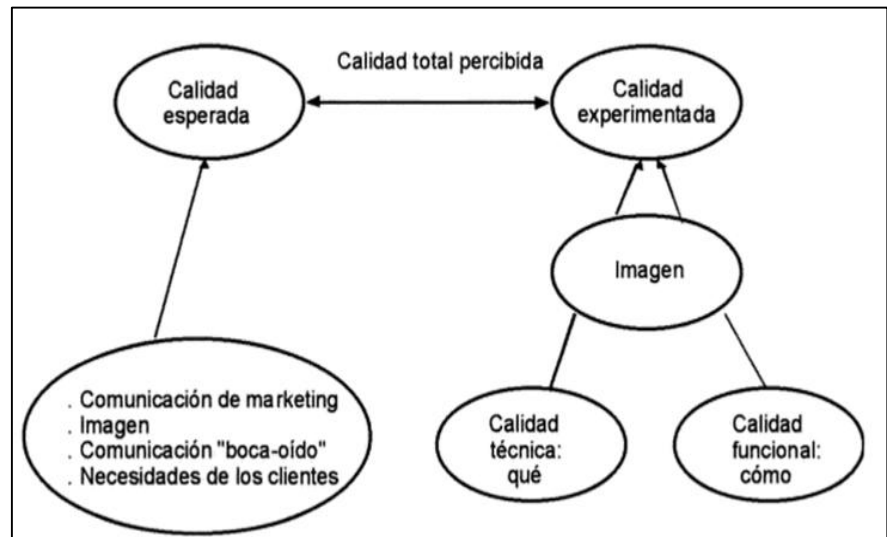 Calidad total percibida
Calidad
esperada
Calidad
experimentada
Imagen
. Comunicación de marketing
. Imagen
. Comunicación "boca-oído"
. Necesidades de los clientes
Calidad
técnica:
qué
Calidad
funcional:
cómo